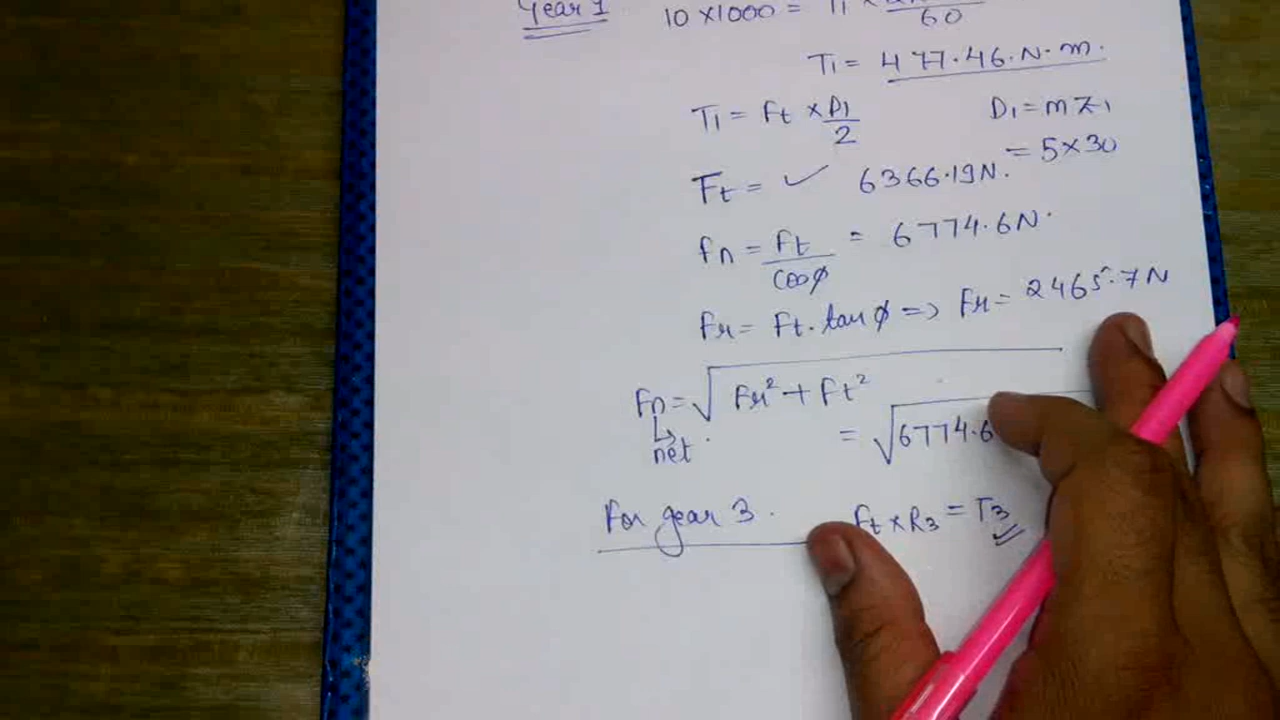 Gear 1 10 × 1000 = T1 ×
60
T1 = 477.46 N.m.
T1 = Ft × D1/2 D1 = mZ1
= 5×30
Ft = ✓ 6366.19N.
fn = Ft/cosϕ = 6774.6N.
Fr = Ft. tan ϕ => Fr = 2465.7N
Fn = √Fr² + Ft²
net = √6774.6
For gear 3. Ft × R3 = T3